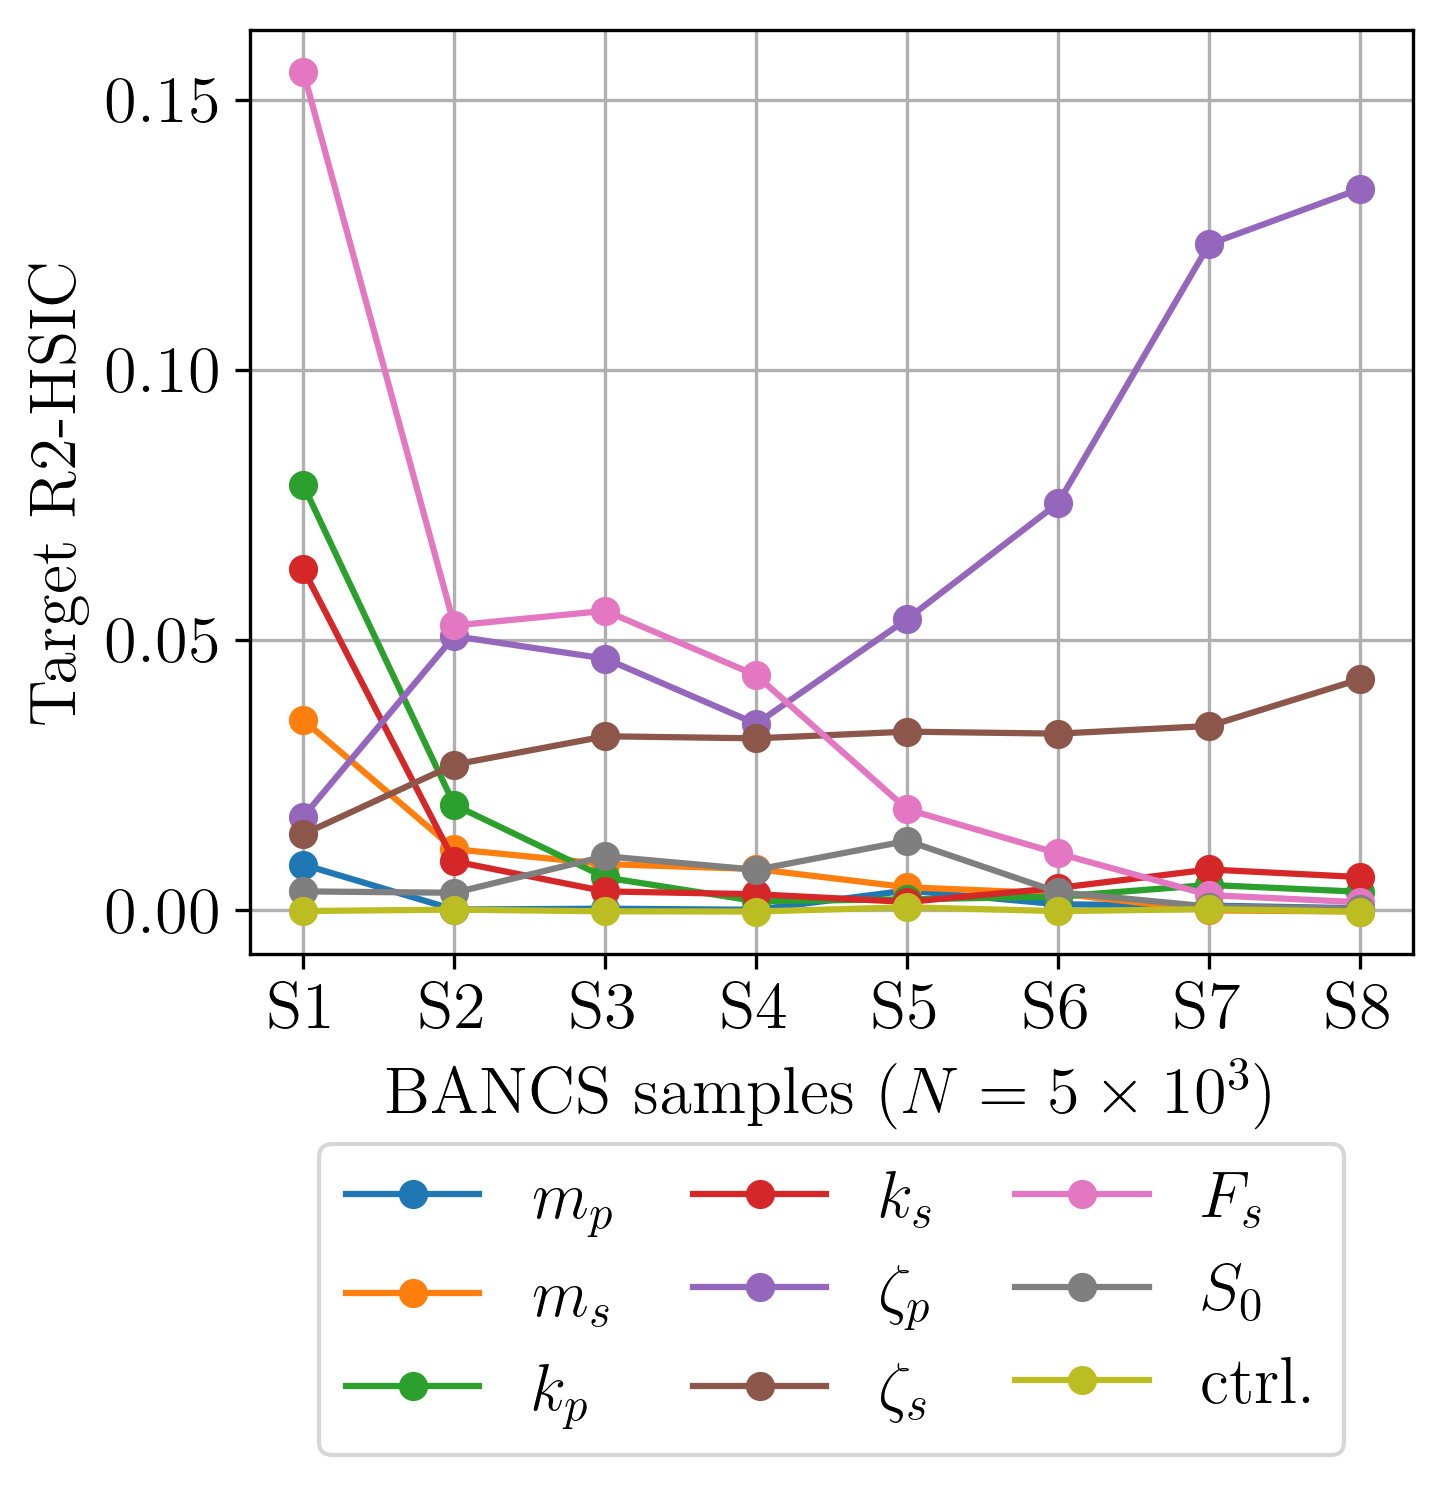 0.15
0.10
0.05
0.00
Target R2-HSIC
S1 S2 S3 S4 S5 S6 S7 S8
BANCS samples (N = 5 × 10³)
m_p k_s F_s
m_s ζ_p S_0
k_p ζ_s ctrl.